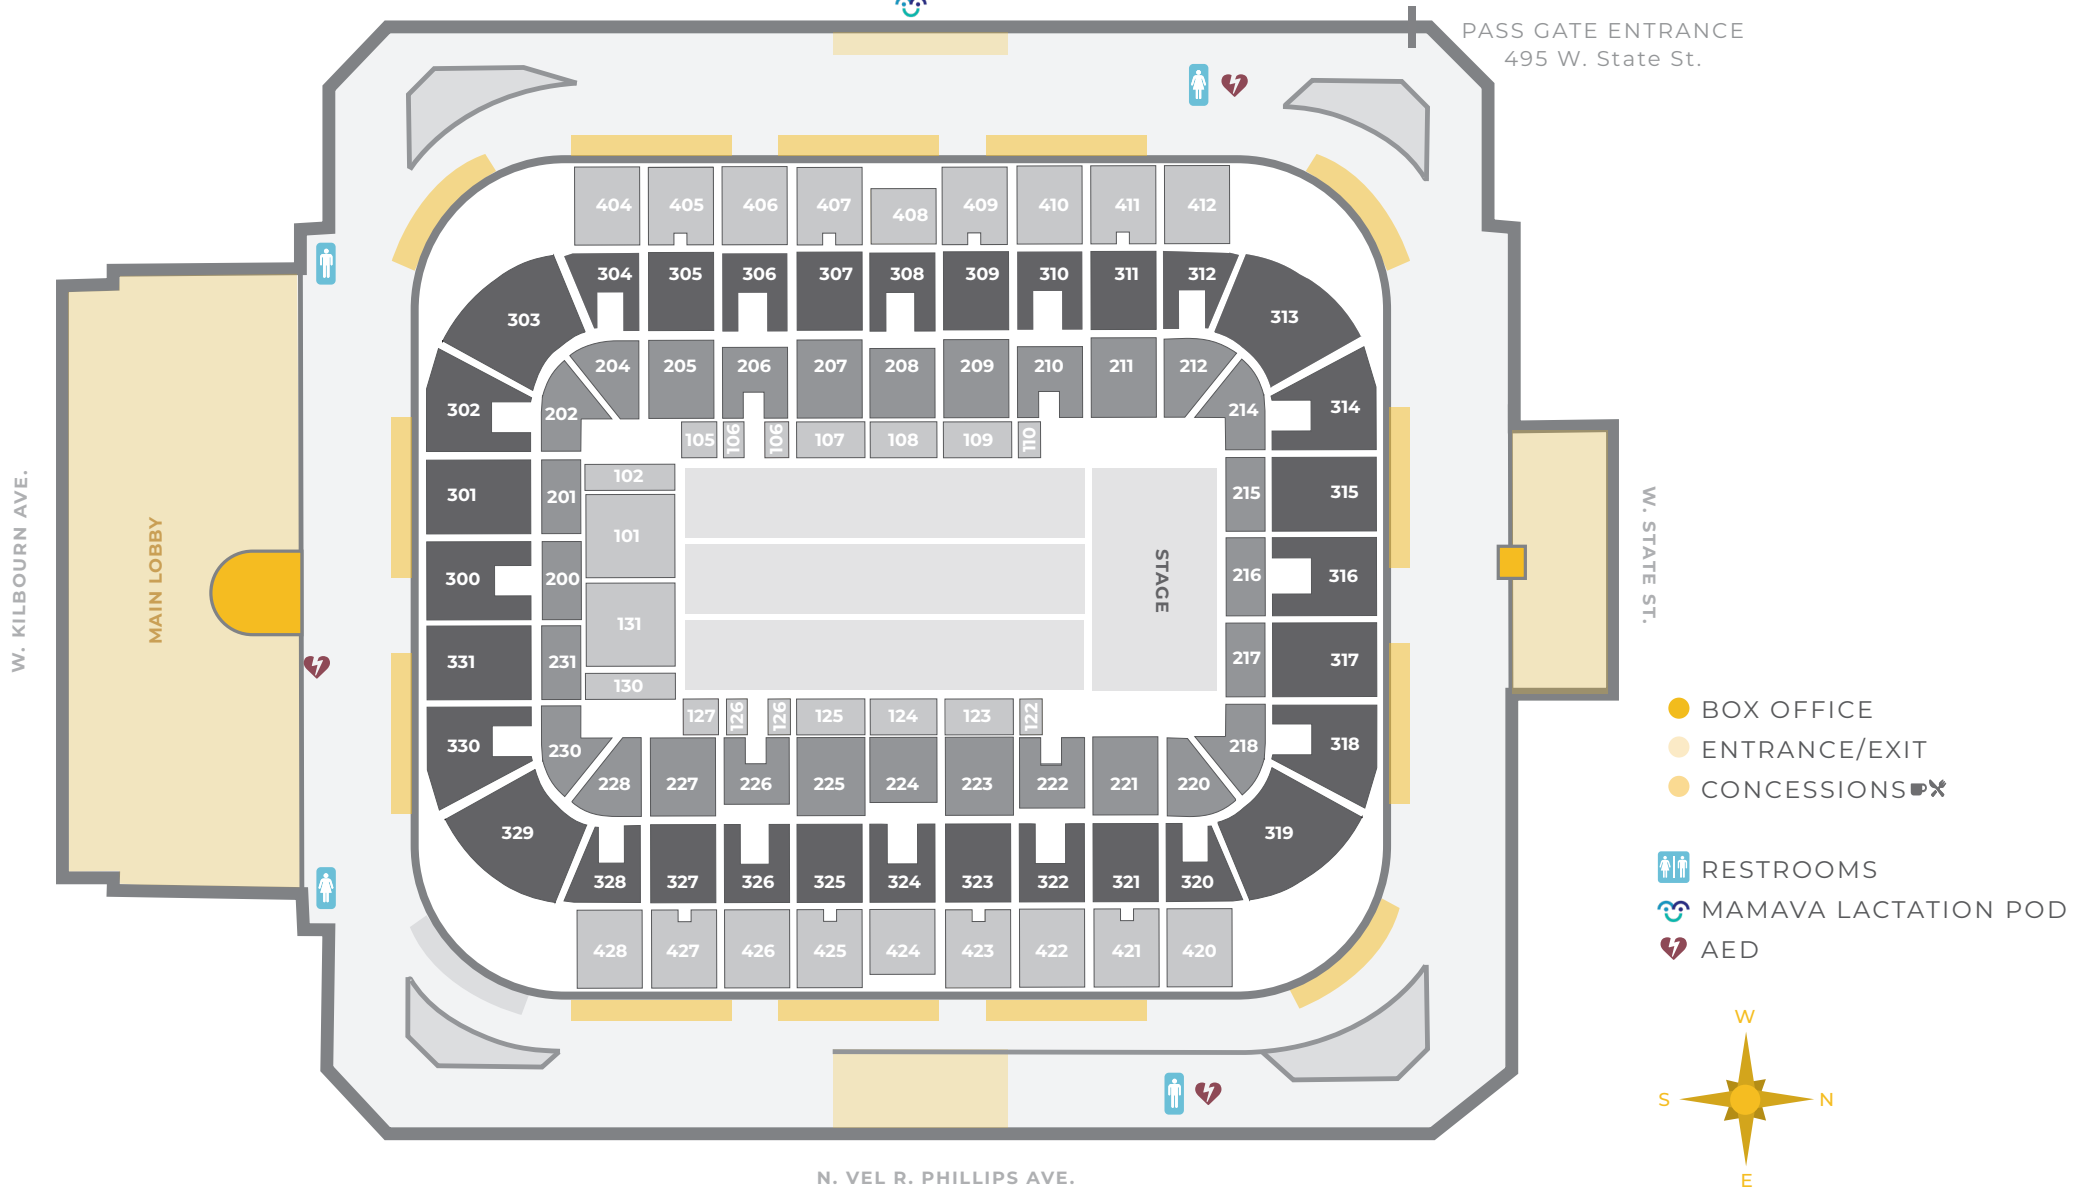 PASS GATE ENTRANCE
495 W. State St.
404 405 406 407 408 409 410 411 412
304 305 306 307 308 309 310 311 312
303 313
204 205 206 207 208 209 210 211 212
302 202 214 314
105 106 106 107 108 109 110
102
301 201 215 315
101
300 200 216 316
STAGE
131
331 231 217 317
130
127 126 126 125 124 123 122
330 230 218 318
228 227 226 225 224 223 222 221 220
329 319
328 327 326 325 324 323 322 321 320
428 427 426 425 424 423 422 421 420
W. KILBOURN AVE.
MAIN LOBBY
W. STATE ST.
BOX OFFICE
ENTRANCE/EXIT
CONCESSIONS
RESTROOMS
MAMAVA LACTATION POD
AED
W
S N
E
N. VEL R. PHILLIPS AVE.